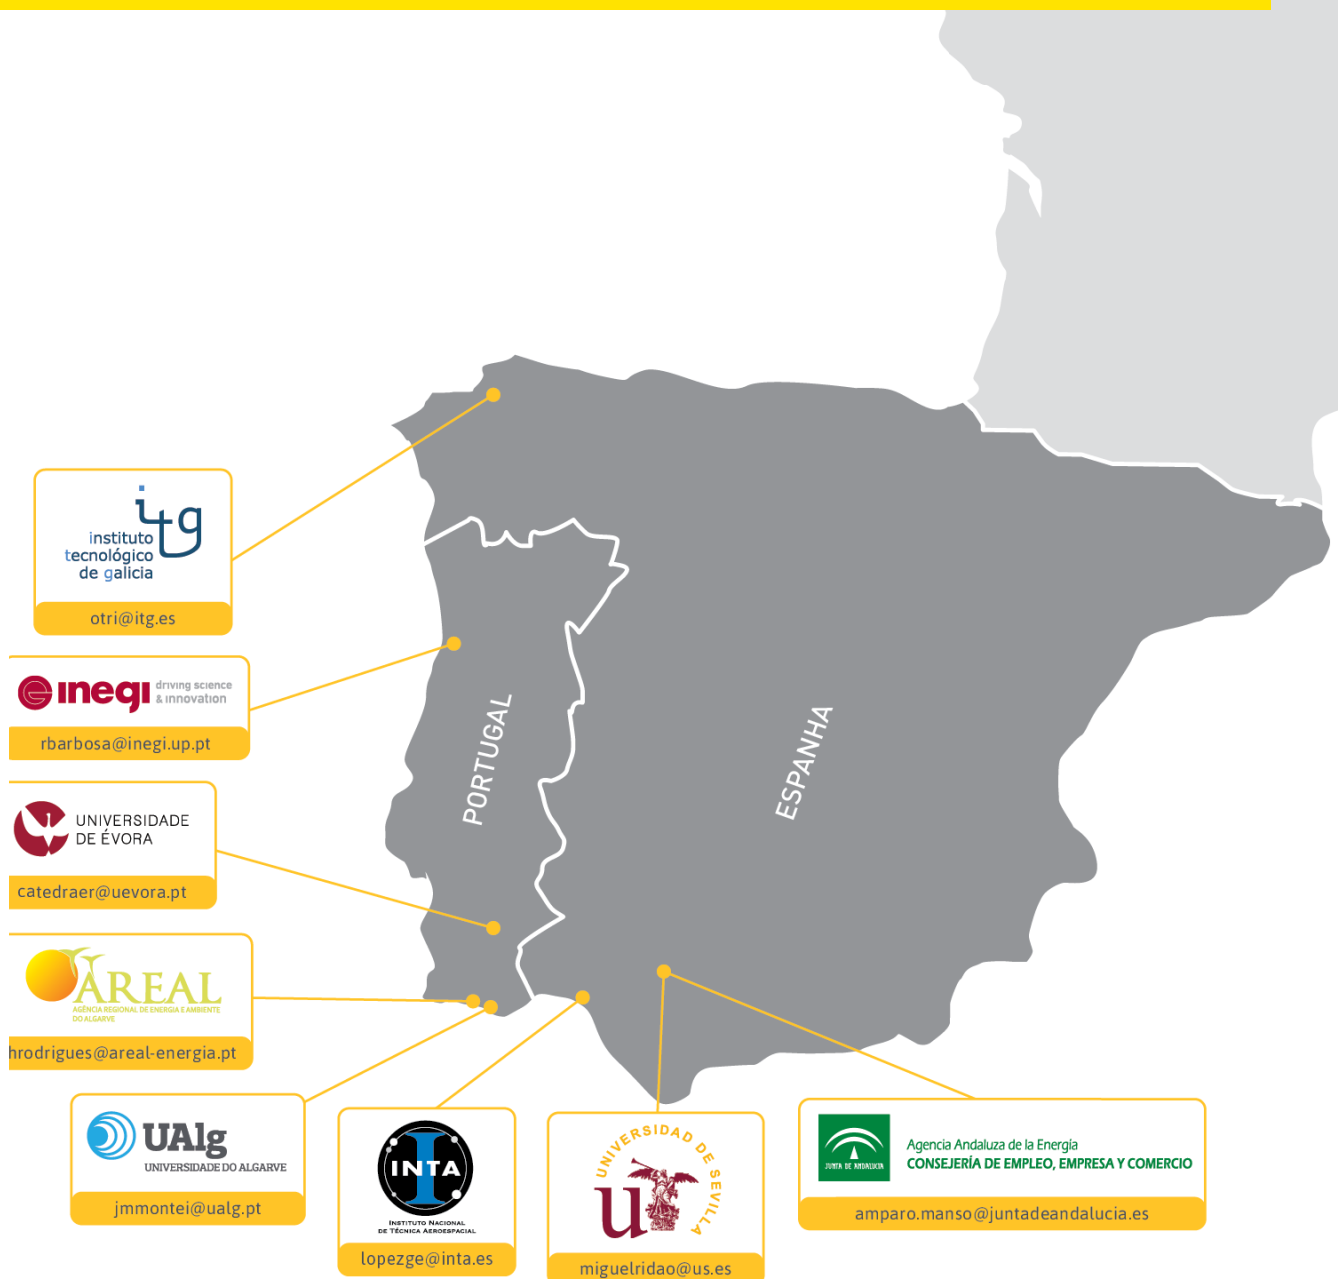 itg
instituto
tecnológico
de galicia
otri@itg.es
inegi driving science
& innovation
rbarbosa@inegi.up.pt
UNIVERSIDADE
DE ÉVORA
catedraer@uevora.pt
AREAL
AGÊNCIA REGIONAL DE ENERGIA E AMBIENTE
DO ALGARVE
hrodrigues@areal-energia.pt
PORTUGAL
ESPANHA
UAlg
UNIVERSIDADE DO ALGARVE
jmmontei@ualg.pt
INTA
INSTITUTO NACIONAL
DE TÉCNICA AEROESPACIAL
lopezge@inta.es
UNIVERSIDAD DE SEVILLA
u
miguelridao@us.es
JUNTA DE ANDALUCIA
Agencia Andaluza de la Energía
CONSEJERÍA DE EMPLEO, EMPRESA Y COMERCIO
amparo.manso@juntadeandalucia.es